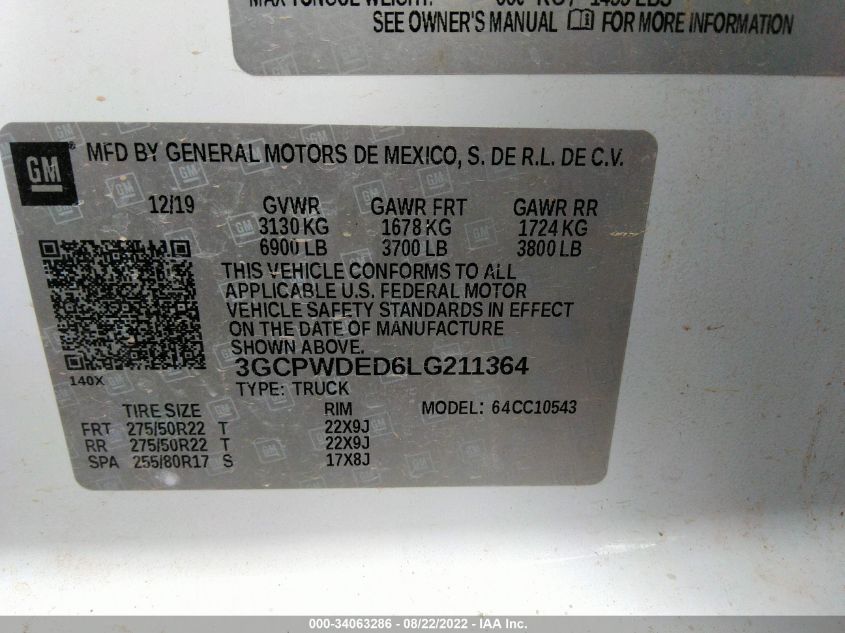 SEE OWNER'S MANUAL FOR MORE INFORMATION
GM
MFD BY GENERAL MOTORS DE MEXICO, S. DE R.L. DE C.V.
12/19 GVWR GAWR FRT GAWR RR
3130 KG 1678 KG 1724 KG
6900 LB 3700 LB 3800 LB
THIS VEHICLE CONFORMS TO ALL
APPLICABLE U.S. FEDERAL MOTOR
VEHICLE SAFETY STANDARDS IN EFFECT
ON THE DATE OF MANUFACTURE
SHOWN ABOVE.
3GCPWDED6LG211364
140X
TYPE: TRUCK
TIRE SIZE RIM MODEL: 64CC10543
FRT 275/50R22 T 22X9J
RR 275/50R22 T 22X9J
SPA 255/80R17 S 17X8J
000-34063286 - 08/22/2022 - IAA Inc.